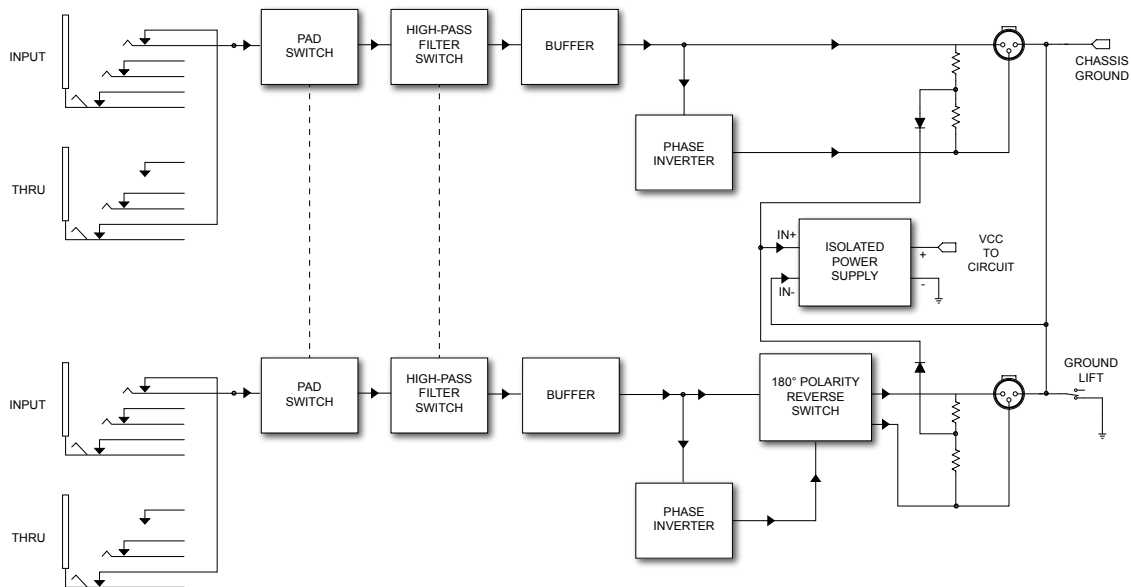 INPUT
PAD
SWITCH
HIGH-PASS
FILTER
SWITCH
BUFFER
CHASSIS
GROUND
PHASE
INVERTER
THRU
IN+
IN-
ISOLATED
POWER
SUPPLY
+
-
VCC
TO
CIRCUIT
INPUT
PAD
SWITCH
HIGH-PASS
FILTER
SWITCH
BUFFER
180° POLARITY
REVERSE
SWITCH
GROUND
LIFT
PHASE
INVERTER
THRU